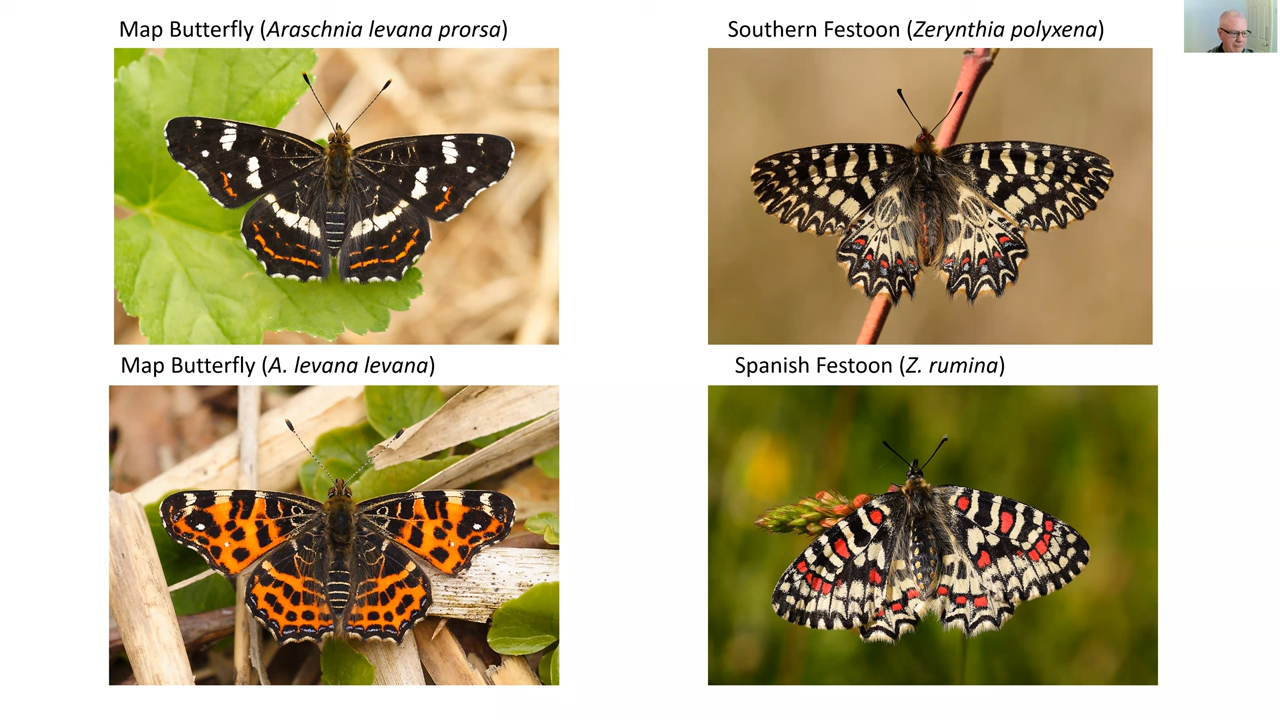 Map Butterfly (Araschnia levana prorsa)
Southern Festoon (Zerynthia polyxena)
Map Butterfly (A. levana levana)
Spanish Festoon (Z. rumina)